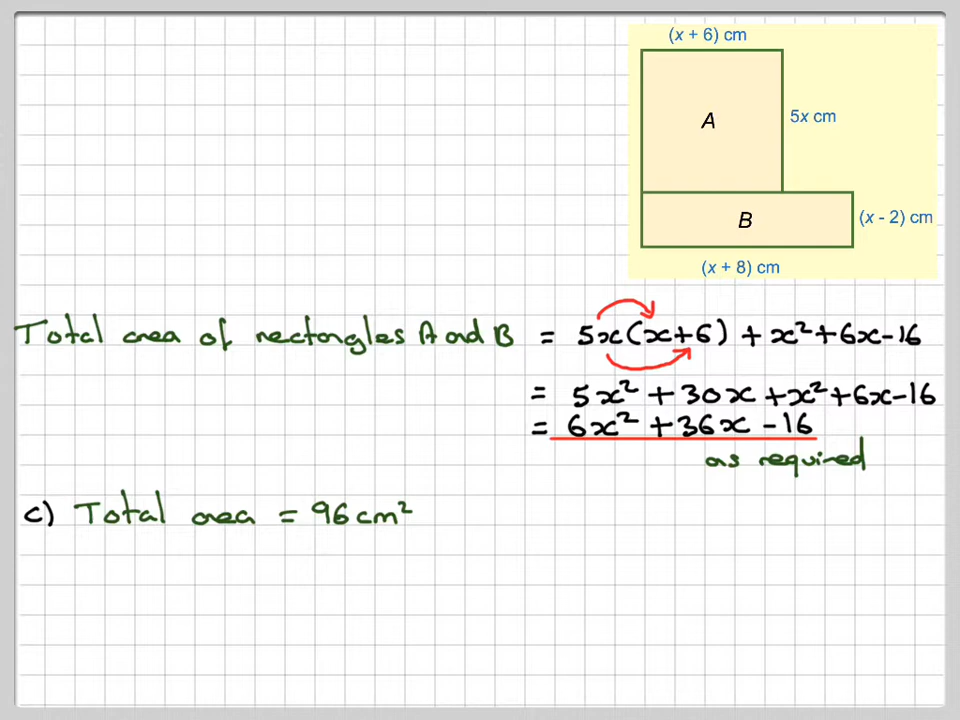 (x + 6) cm
A
5x cm
B
(x - 2) cm
(x + 8) cm
Total area of rectangles A and B = 5x(x+6) + x²+6x-16
= 5x² + 30x + x² + 6x - 16
= 6x² + 36x - 16
as required
c) Total area = 96 cm²